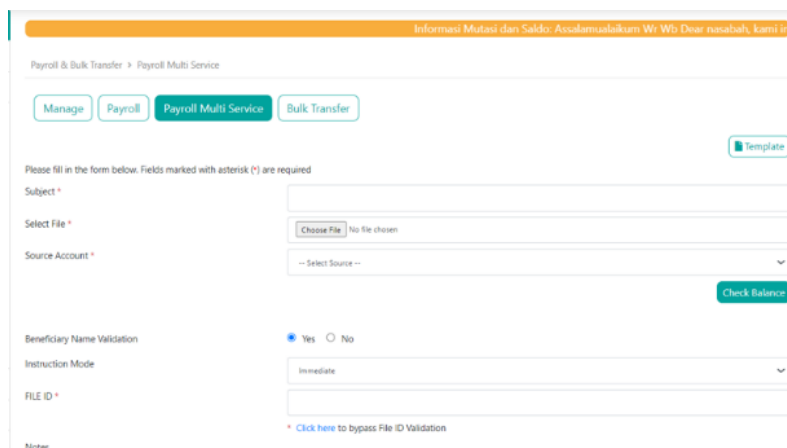 Informasi Mutasi dan Saldo: Assalamualaikum Wr Wb Dear nasabah, kami in
Payroll & Bulk Transfer > Payroll Multi Service
Manage Payroll Payroll Multi Service Bulk Transfer
Template
Please fill in the form below. Fields marked with asterisk (*) are required
Subject *
Select File * Choose File No file chosen
Source Account * -- Select Source --
Check Balance
Beneficiary Name Validation Yes No
Instruction Mode Immediate
FILE ID *
* Click here to bypass File ID Validation
Notes